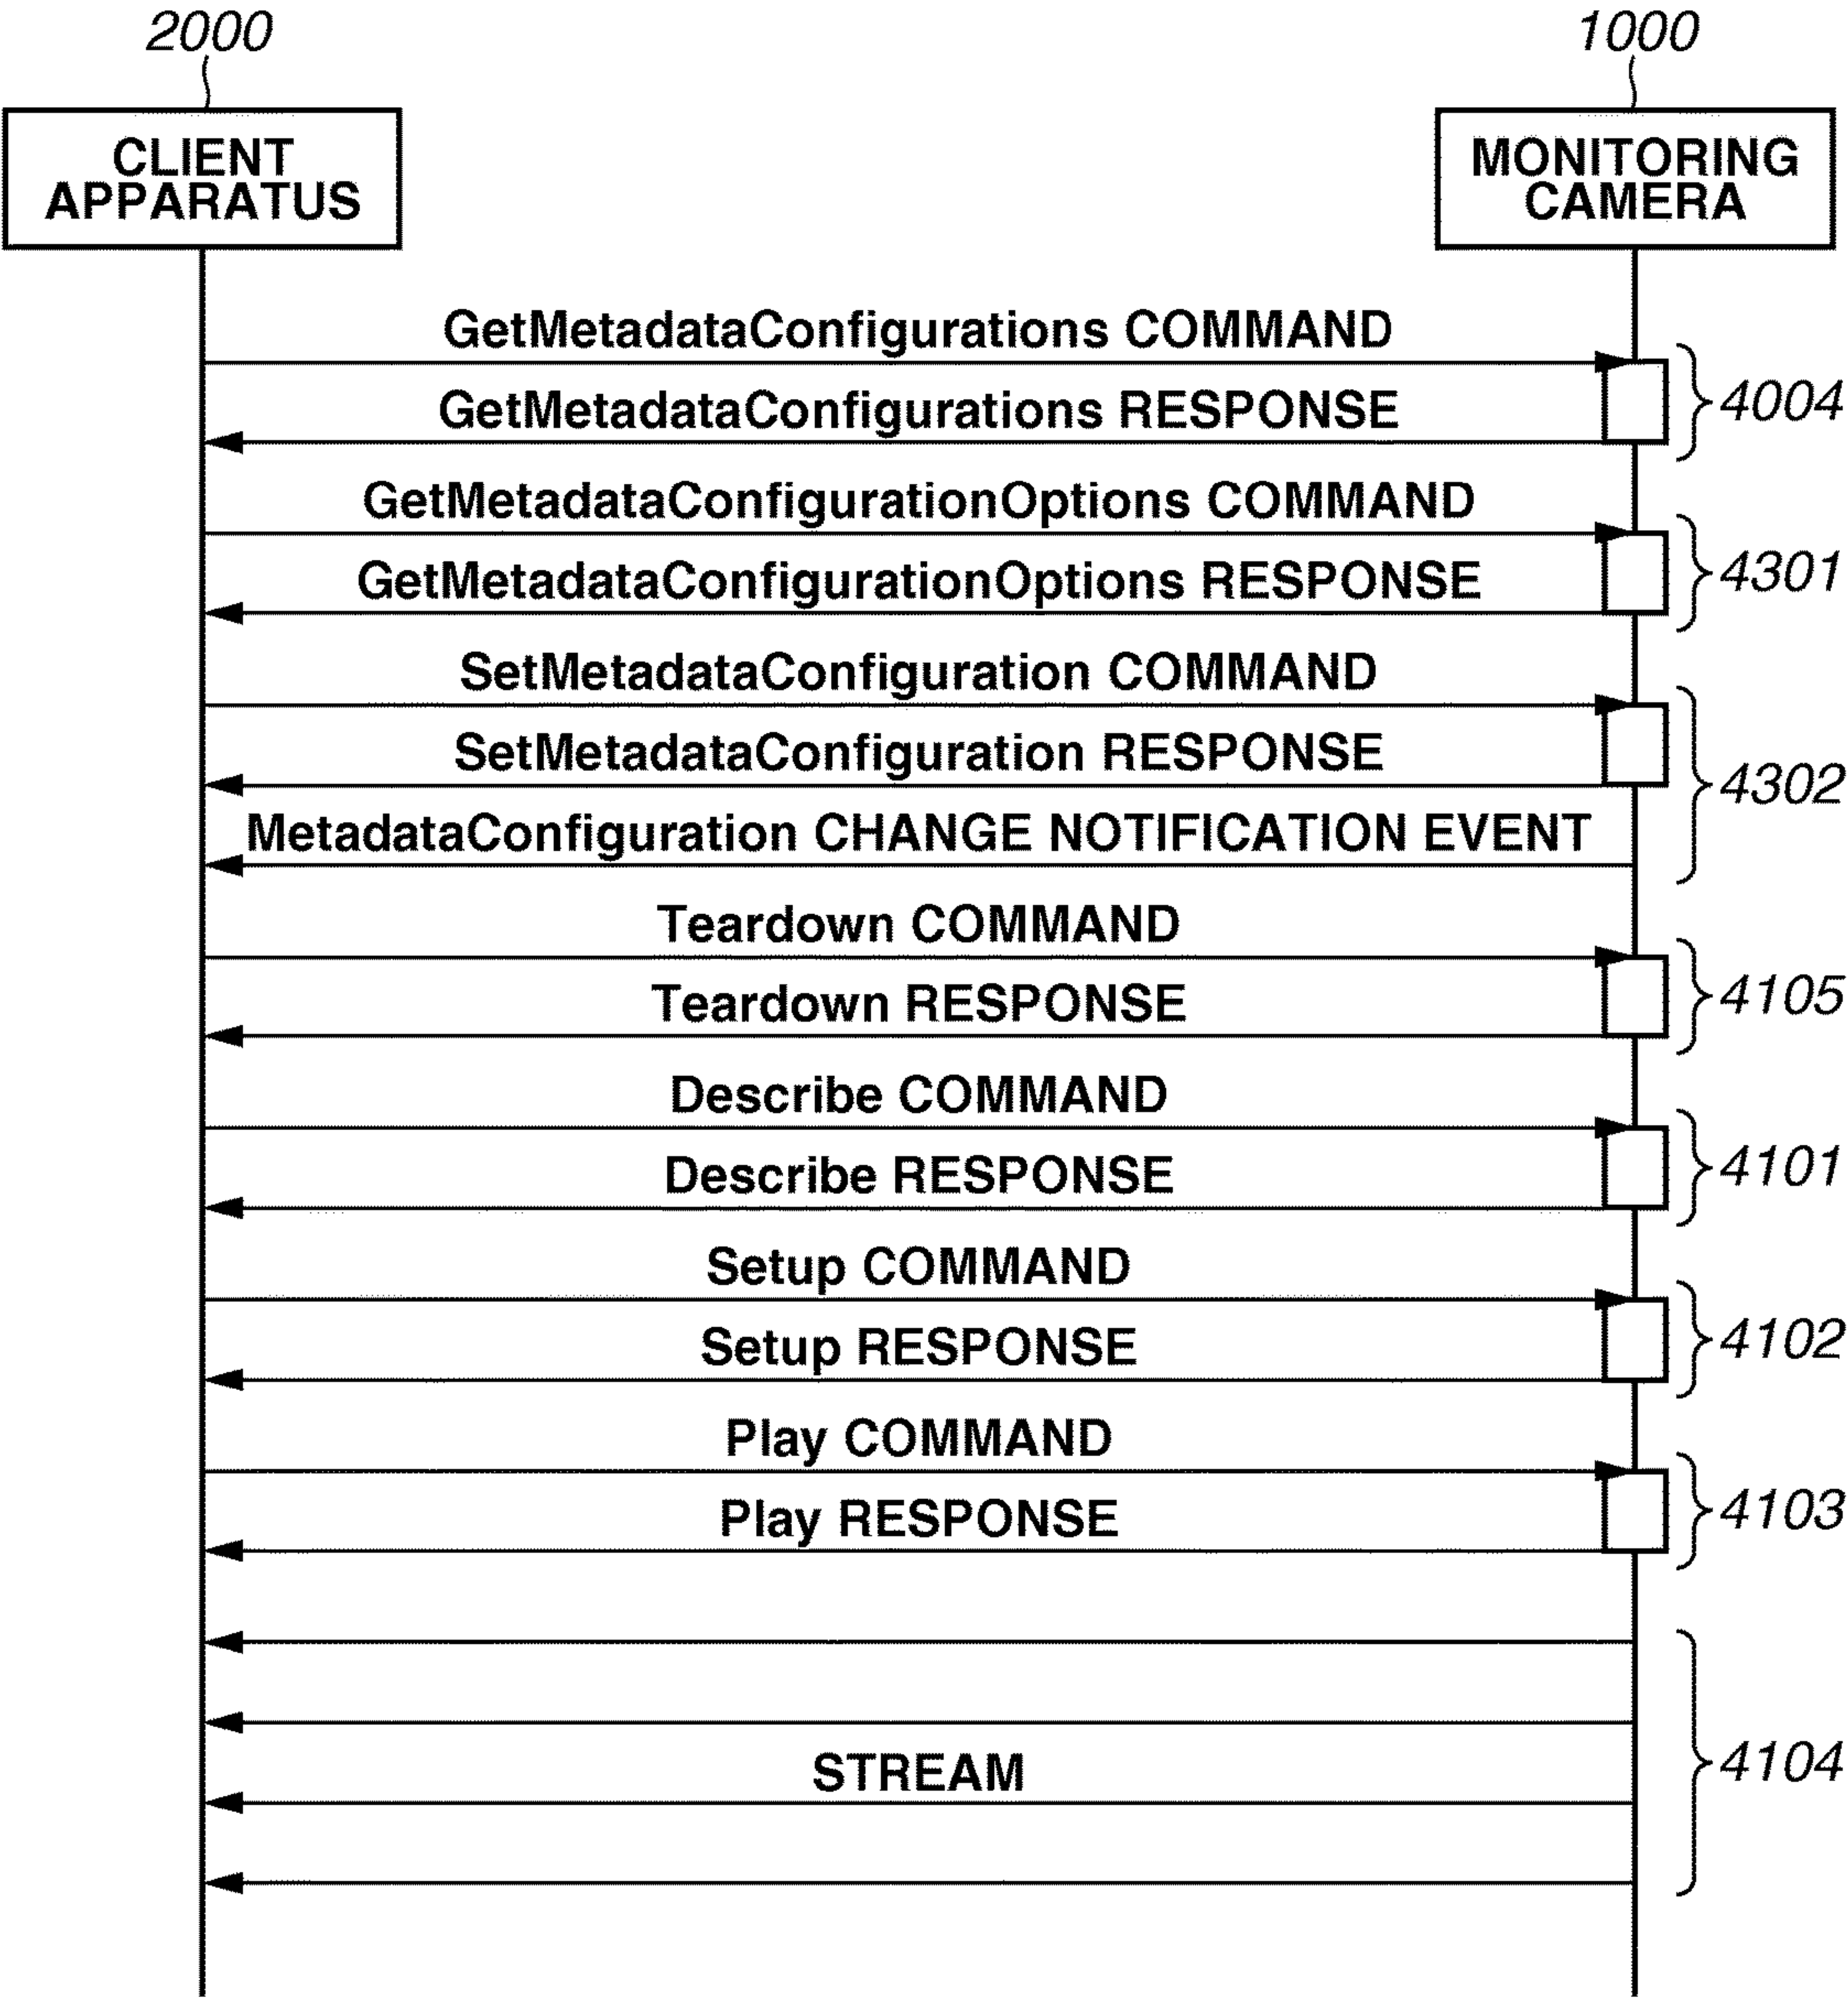 2000
1000
CLIENT
APPARATUS
MONITORING
CAMERA
GetMetadataConfigurations COMMAND
GetMetadataConfigurations RESPONSE
4004
GetMetadataConfigurationOptions COMMAND
GetMetadataConfigurationOptions RESPONSE
4301
SetMetadataConfiguration COMMAND
SetMetadataConfiguration RESPONSE
4302
MetadataConfiguration CHANGE NOTIFICATION EVENT
Teardown COMMAND
Teardown RESPONSE
4105
Describe COMMAND
Describe RESPONSE
4101
Setup COMMAND
Setup RESPONSE
4102
Play COMMAND
Play RESPONSE
4103
STREAM
4104